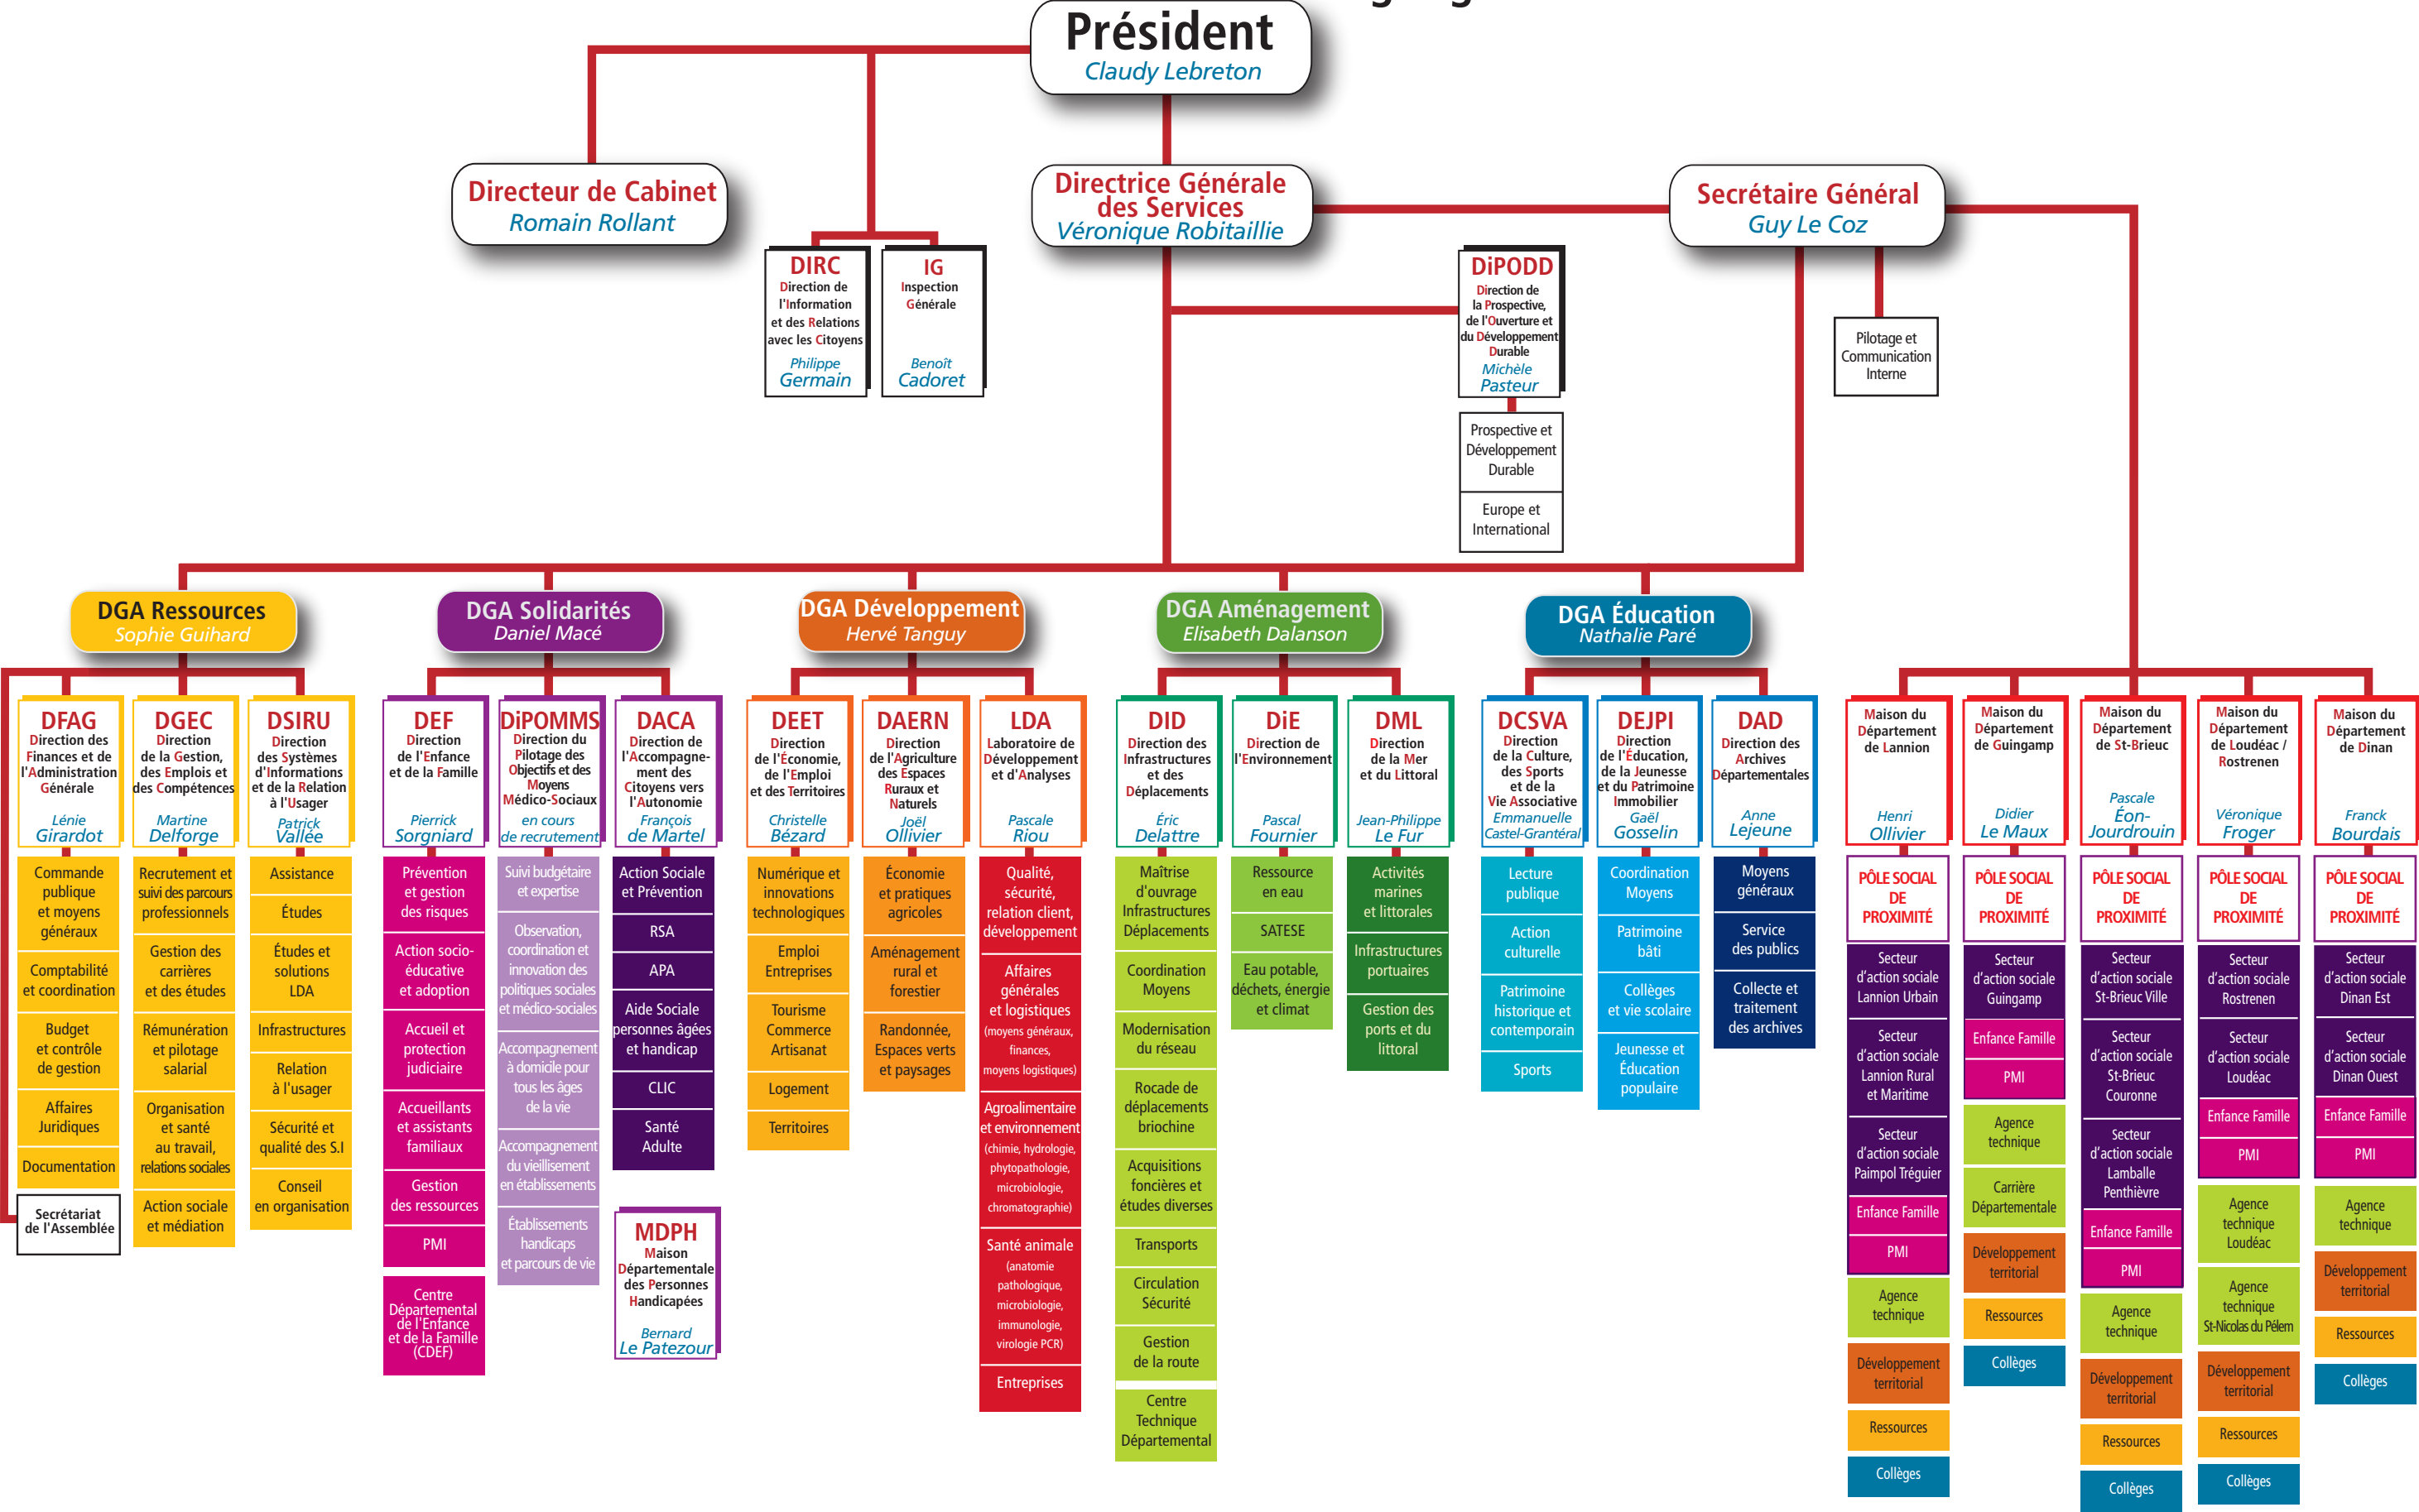 Président
Claudy Lebreton
Directeur de Cabinet
Romain Rollant
Directrice Générale
des Services
Véronique Robitaillie
Secrétaire Général
Guy Le Coz
DIRC
Direction de
l'Information
et des Relations
avec les Citoyens
Philippe
Germain
IG
Inspection
Générale
Benoît
Cadoret
DiPODD
Direction de
la Prospective,
de l'Ouverture et
du Développement
Durable
Michèle
Pasteur
Prospective et
Développement
Durable
Europe et
International
Pilotage et
Communication
Interne
DGA Ressources
Sophie Guihard
DGA Solidarités
Daniel Macé
DGA Développement
Hervé Tanguy
DGA Aménagement
Elisabeth Dalanson
DGA Éducation
Nathalie Paré
DFAG
Direction des
Finances et de
l'Administration
Générale
Lénie
Girardot
Commande
publique
et moyens
généraux
Comptabilité
et coordination
Budget
et contrôle
de gestion
Affaires
Juridiques
Documentation
Secrétariat
de l'Assemblée
DGEC
Direction
de la Gestion,
des Emplois et
des Compétences
Martine
Delforge
Recrutement et
suivi des parcours
professionnels
Gestion des
carrières
et des études
Rémunération
et pilotage
salarial
Organisation
et santé
au travail,
relations sociales
Action sociale
et médiation
DSIRU
Direction
des Systèmes
d'Informations
et de la Relation
à l'Usager
Patrick
Vallée
Assistance
Études
Études et
solutions
LDA
Infrastructures
Relation
à l'usager
Sécurité et
qualité des S.I
Conseil
en organisation
DEF
Direction
de l'Enfance
et de la Famille
Pierrick
Sorgniard
Prévention
et gestion
des risques
Action socio-
éducative
et adoption
Accueil et
protection
judiciaire
Accueillants
et assistants
familiaux
Gestion
des ressources
PMI
Centre
Départemental
de l'Enfance
et de la Famille
(CDEF)
DiPOMMS
Direction du
Pilotage des
Objectifs et des
Moyens
Médico-Sociaux
en cours
de recrutement
Suivi budgétaire
et expertise
Observation,
coordination et
innovation des
politiques sociales
et médico-sociales
Accompagnement
à domicile pour
tous les âges
de la vie
Accompagnement
du vieillisement
en établissements
Établissements
handicaps
et parcours de vie
DACA
Direction de
l'Accompagne-
ment des
Citoyens vers
l'Autonomie
François
de Martel
Action Sociale
et Prévention
RSA
APA
Aide Sociale
personnes âgées
et handicap
CLIC
Santé
Adulte
MDPH
Maison
Départementale
des Personnes
Handicapées
Bernard
Le Patezour
DEET
Direction
de l'Économie,
de l'Emploi
et des Territoires
Christelle
Bézard
Numérique et
innovations
technologiques
Emploi
Entreprises
Tourisme
Commerce
Artisanat
Logement
Territoires
DAERN
Direction
de l'Agriculture
des Espaces
Ruraux et
Naturels
Joël
Ollivier
Économie
et pratiques
agricoles
Aménagement
rural et
forestier
Randonnée,
Espaces verts
et paysages
LDA
Laboratoire de
Développement
et d'Analyses
Pascale
Riou
Qualité,
sécurité,
relation client,
développement
Affaires
générales
et logistiques
(moyens généraux,
finances,
moyens logistiques)
Agroalimentaire
et environnement
(chimie, hydrologie,
phytopathologie,
microbiologie,
chromatographie)
Santé animale
(anatomie
pathologique,
microbiologie,
immunologie,
virologie PCR)
Entreprises
DID
Direction des
Infrastructures
et des
Déplacements
Éric
Delattre
Maîtrise
d'ouvrage
Infrastructures
Déplacements
Coordination
Moyens
Modernisation
du réseau
Rocade de
déplacements
briochine
Acquisitions
foncières et
études diverses
Transports
Circulation
Sécurité
Gestion
de la route
Centre
Technique
Départemental
DiE
Direction de
l'Environnement
Pascal
Fournier
Ressource
en eau
SATESE
Eau potable,
déchets, énergie
et climat
DML
Direction
de la Mer
et du Littoral
Jean-Philippe
Le Fur
Activités
marines
et littorales
Infrastructures
portuaires
Gestion des
ports et du
littoral
DCSVA
Direction
de la Culture,
des Sports
et de la
Vie Associative
Emmanuelle
Castel-Grantéral
Lecture
publique
Action
culturelle
Patrimoine
historique et
contemporain
Sports
DEJPI
Direction
de l'Éducation,
de la Jeunesse
et du Patrimoine
Immobilier
Gaël
Gosselin
Coordination
Moyens
Patrimoine
bâti
Collèges
et vie scolaire
Jeunesse et
Éducation
populaire
DAD
Direction des
Archives
Départementales
Anne
Lejeune
Moyens
généraux
Service
des publics
Collecte et
traitement
des archives
Maison du
Département
de Lannion
Henri
Ollivier
PÔLE SOCIAL
DE
PROXIMITÉ
Secteur
d'action sociale
Lannion Urbain
Secteur
d'action sociale
Lannion Rural
et Maritime
Secteur
d'action sociale
Paimpol Tréguier
Enfance Famille
PMI
Agence
technique
Développement
territorial
Ressources
Collèges
Maison du
Département
de Guingamp
Didier
Le Maux
PÔLE SOCIAL
DE
PROXIMITÉ
Secteur
d'action sociale
Guingamp
Enfance Famille
PMI
Agence
technique
Carrière
Départementale
Développement
territorial
Ressources
Collèges
Maison du
Département
de St-Brieuc
Pascale
Éon-
Jourdrouin
PÔLE SOCIAL
DE
PROXIMITÉ
Secteur
d'action sociale
St-Brieuc Ville
Secteur
d'action sociale
St-Brieuc
Couronne
Secteur
d'action sociale
Lamballe
Penthièvre
Enfance Famille
PMI
Agence
technique
Développement
territorial
Ressources
Collèges
Maison du
Département
de Loudéac /
Rostrenen
Véronique
Froger
PÔLE SOCIAL
DE
PROXIMITÉ
Secteur
d'action sociale
Rostrenen
Secteur
d'action sociale
Loudéac
Enfance Famille
PMI
Agence
technique
Loudéac
Agence
technique
St-Nicolas du Pélem
Développement
territorial
Ressources
Collèges
Maison du
Département
de Dinan
Franck
Bourdais
PÔLE SOCIAL
DE
PROXIMITÉ
Secteur
d'action sociale
Dinan Est
Secteur
d'action sociale
Dinan Ouest
Enfance Famille
PMI
Agence
technique
Développement
territorial
Ressources
Collèges